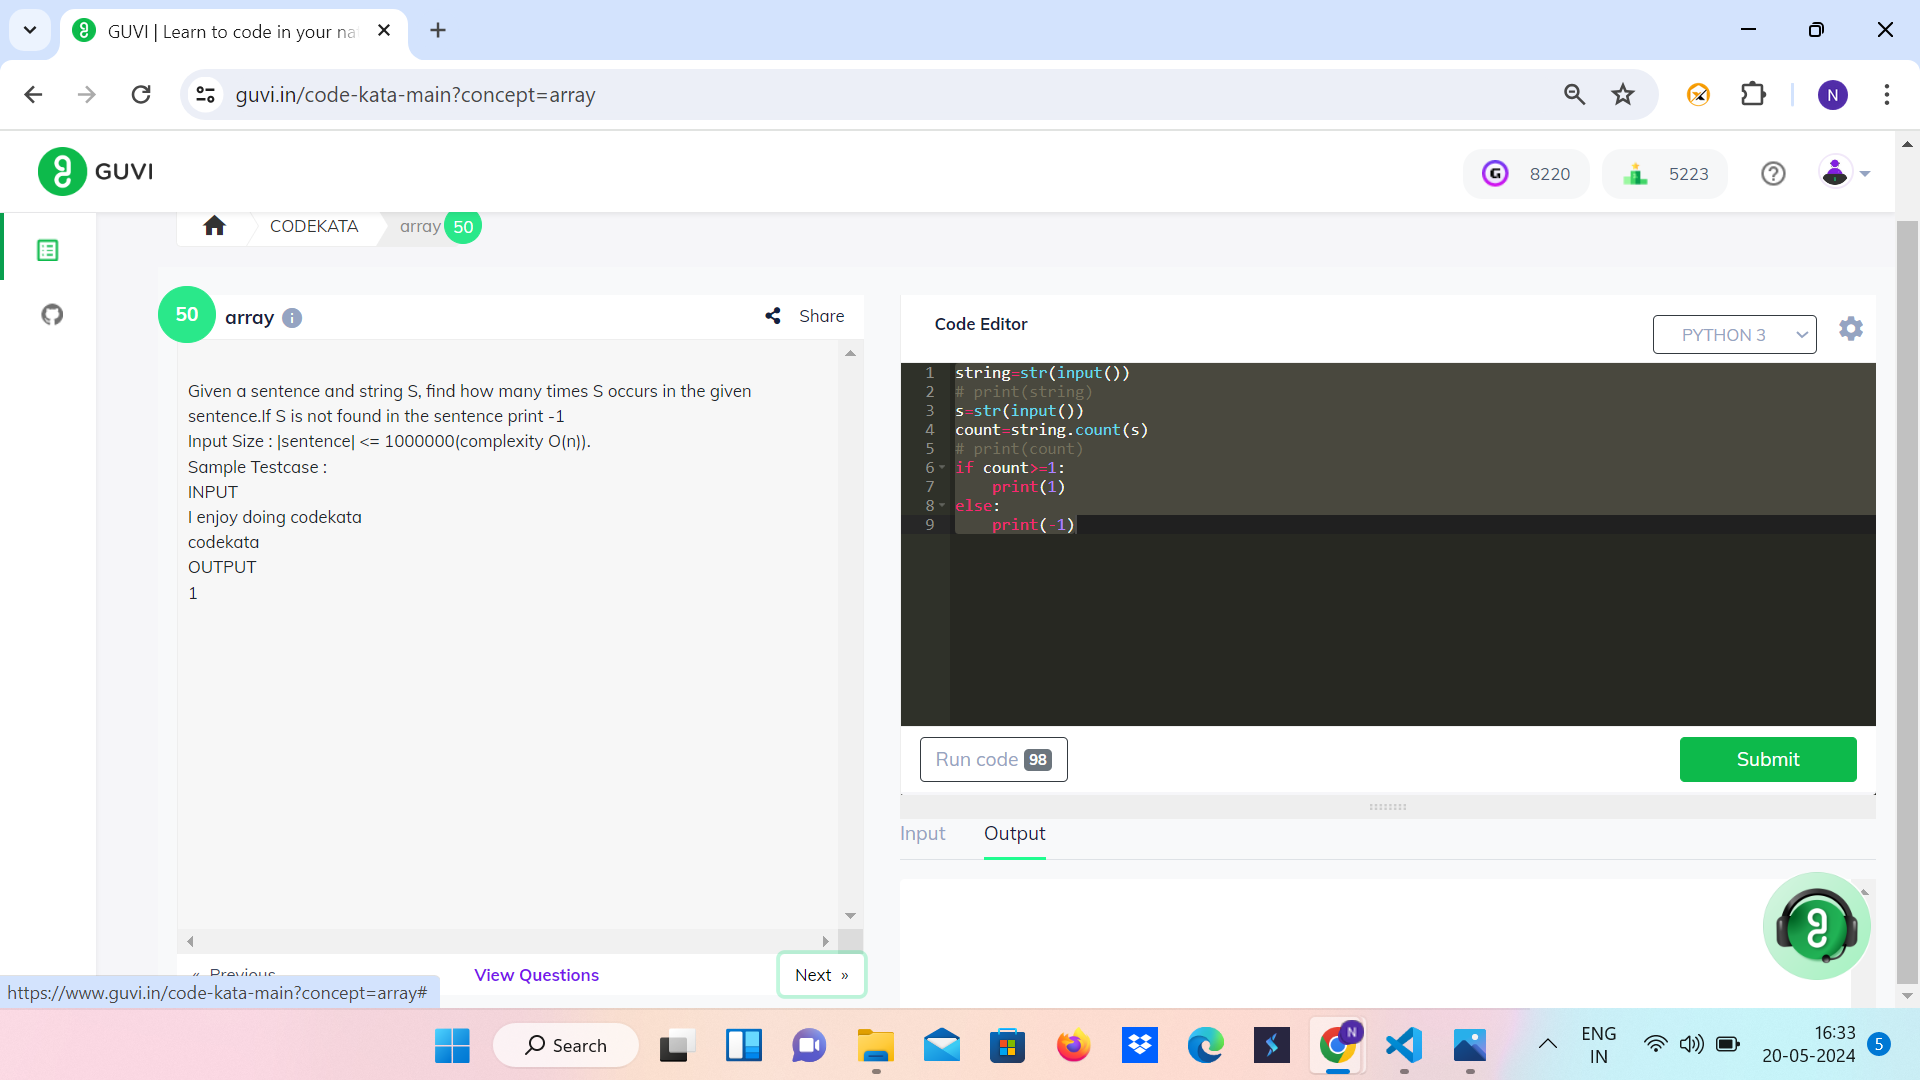 GUVI | Learn to code in your na
guvi.in/code-kata-main?concept=array
N
GUVI
G
8220
5223
CODEKATA
array 50
50 array
Share
Given a sentence and string S, find how many times S occurs in the given
sentence.If S is not found in the sentence print -1
Input Size : |sentence| <= 1000000(complexity O(n)).
Sample Testcase :
INPUT
I enjoy doing codekata
codekata
OUTPUT
1
« Previous
View Questions
Next »
https://www.guvi.in/code-kata-main?concept=array#
Code Editor
PYTHON 3
1 string=str(input())
2 # print(string)
3 s=str(input())
4 count=string.count(s)
5 # print(count)
6 if count>=1:
7     print(1)
8 else:
9     print(-1)
Run code 98
Submit
Input
Output
Search
N
ENG
IN
16:33
20-05-2024
5